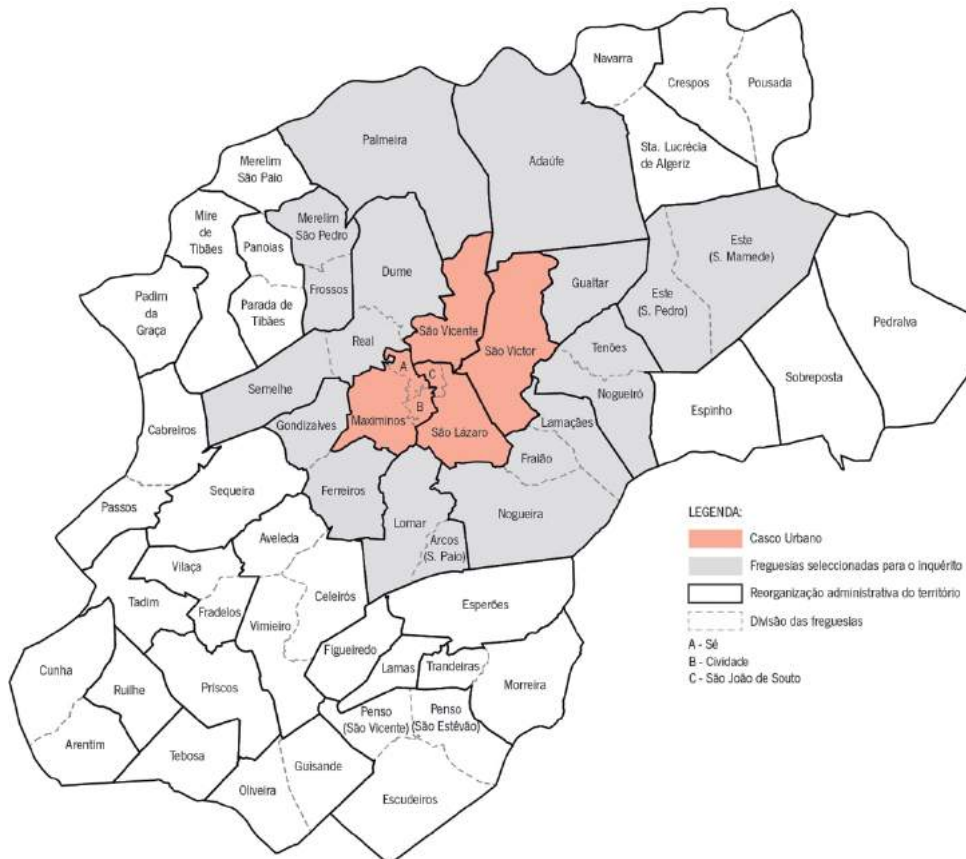 Navarra
Crespos
Pousada
Palmeira
Adaúfe
Sta. Lucrécia
de Algeriz
Merelim
São Paio
Mire
de
Tibães
Panoias
Merelim
São Pedro
Este
(S. Mamede)
Dume
Gualtar
Frossos
Padim
da
Graça
Parada de
Tibães
Este
(S. Pedro)
Pedralva
Real
São Vicente
São Victor
Tenões
A
C
Semelhe
Nogueiró
Sobreposta
B
Espinho
Maximinos
São Lázaro
Lamaçães
Gondizalves
Cabreiros
Fraião
Ferreiros
Sequeira
Passos
Lomar
Nogueira
Aveleda
Arcos
(S. Paio)
Vilaça
Tadim
Fradelos
Celeirós
Esperões
Vimieiro
Figueiredo
Cunha
Lamas
Trandeiras
Ruilhe
Priscos
Morreira
Penso
(São Vicente)
Penso
(São Estêvão)
Arentim
Tebosa
Guisande
Oliveira
Escudeiros
LEGENDA:
Casco Urbano
Freguesias seleccionadas para o inquérito
Reorganização administrativa do território
Divisão das freguesias
A - Sé
B - Cividade
C - São João de Souto